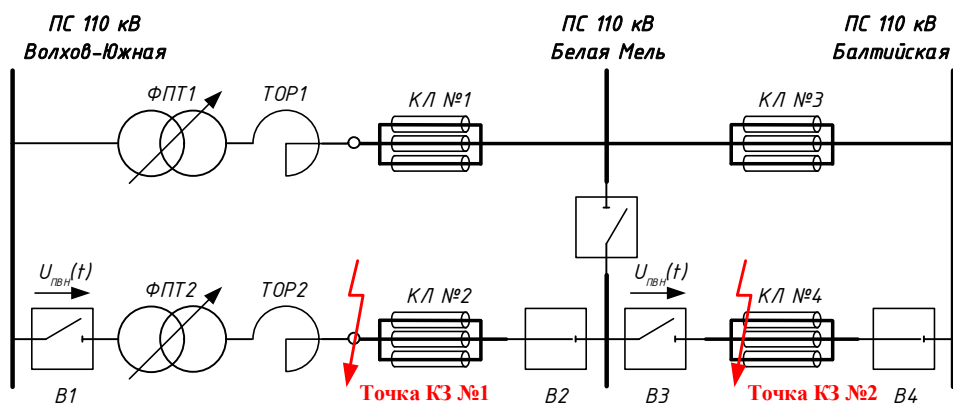 ПС 110 кВ
Волхов-Южная
ПС 110 кВ
Белая Мель
ПС 110 кВ
Балтийская
ФПТ1
ТОР1
КЛ №1
КЛ №3
Uпвн(t)
ФПТ2
ТОР2
КЛ №2
Uпвн(t)
КЛ №4
В1
Точка КЗ №1
В2
В3
Точка КЗ №2
В4